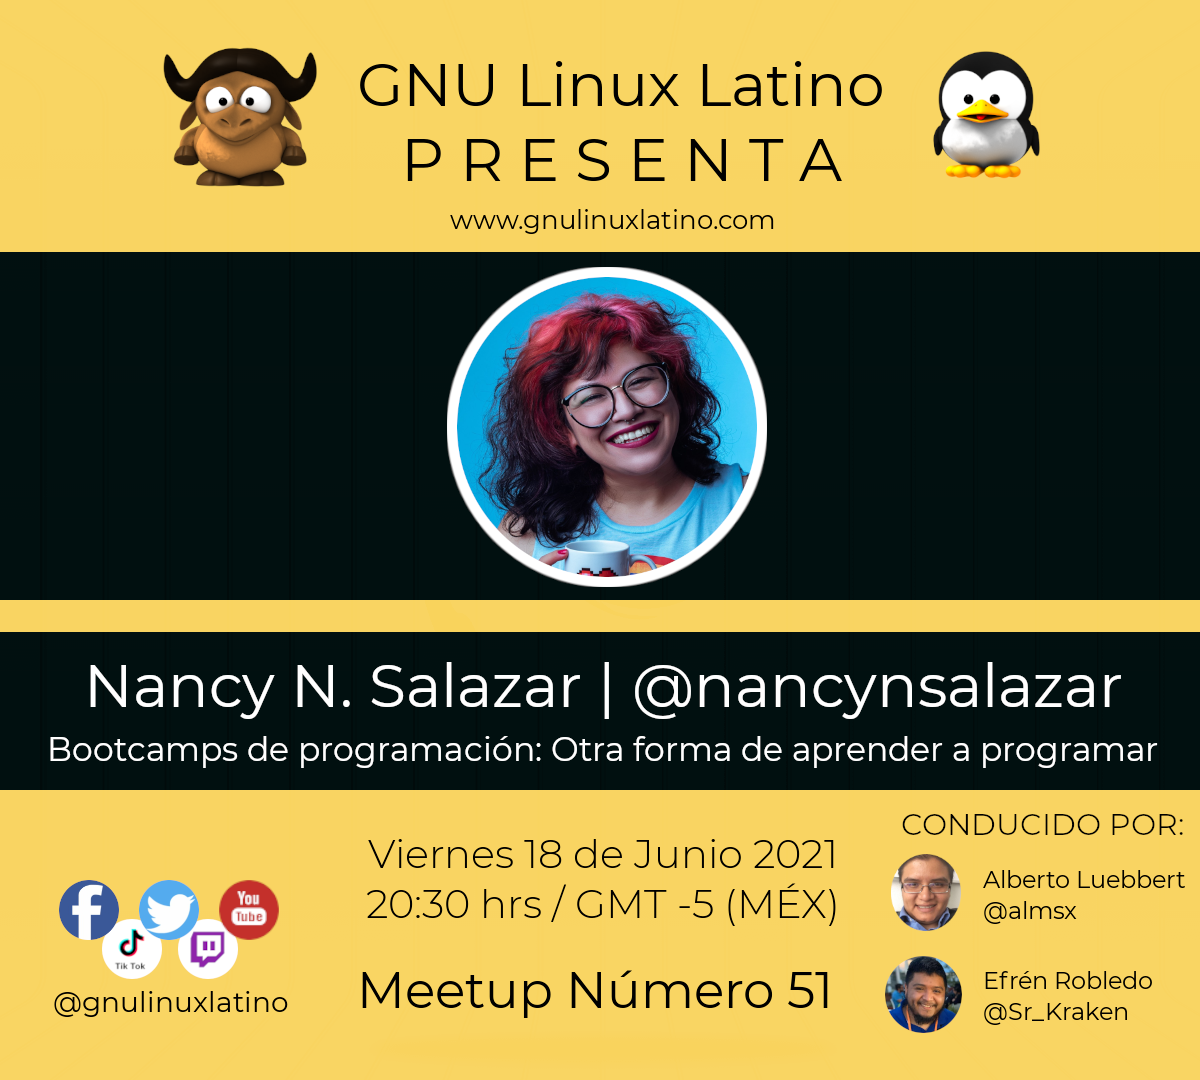 GNU Linux Latino
PRESENTA
www.gnulinuxlatino.com
Nancy N. Salazar | @nancynsalazar
Bootcamps de programación: Otra forma de aprender a programar
Viernes 18 de Junio 2021
20:30 hrs / GMT -5 (MÉX)
Meetup Número 51
You
Tube
Tik Tok
@gnulinuxlatino
CONDUCIDO POR:
Alberto Luebbert
@almsx
Efrén Robledo
@Sr_Kraken